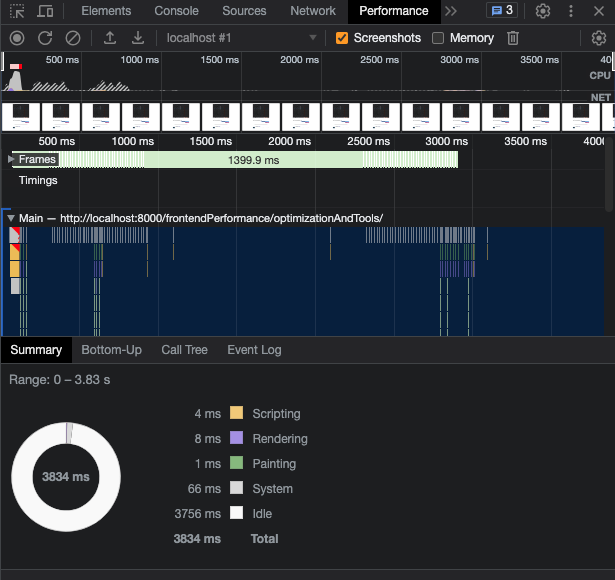 Elements Console Sources Network Performance 3
localhost #1 Screenshots Memory
500 ms 1000 ms 1500 ms 2000 ms 2500 ms 3000 ms 3500 ms 40
CPU
NET
500 ms 1000 ms 1500 ms 2000 ms 2500 ms 3000 ms 3500 ms 4000
Frames 1399.9 ms
Timings
Main — http://localhost:8000/frontendPerformance/optimizationAndTools/
Summary Bottom-Up Call Tree Event Log
Range: 0 – 3.83 s
4 ms Scripting
8 ms Rendering
1 ms Painting
3834 ms
66 ms System
3756 ms Idle
3834 ms Total